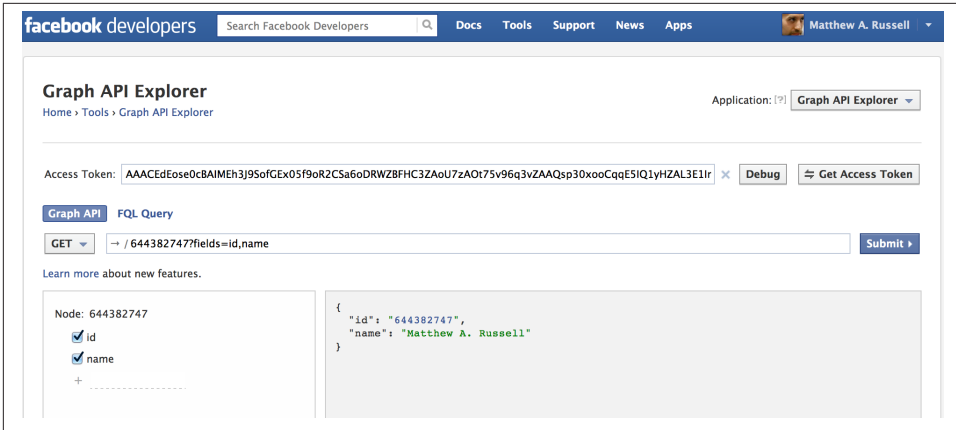 facebook developers Search Facebook Developers Docs Tools Support News Apps Matthew A. Russell
Graph API Explorer
Home › Tools › Graph API Explorer
Application: [?] Graph API Explorer
Access Token: AAACEdEose0cBAIMEh3J9SofGEx05f9oR2CSa6oDRWZBFHC3ZAoU7zAOt75v96q3vZAAQsp30xooCqqE5IQ1yHZAL3E1Ir Debug Get Access Token
Graph API FQL Query
GET → / 644382747?fields=id,name Submit
Learn more about new features.
Node: 644382747
id
name
+
{
"id": "644382747",
"name": "Matthew A. Russell"
}